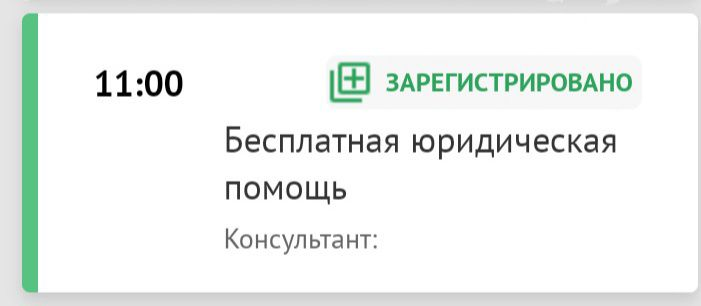 11:00 ЗАРЕГИСТРИРОВАНО
Бесплатная юридическая
помощь
Консультант: